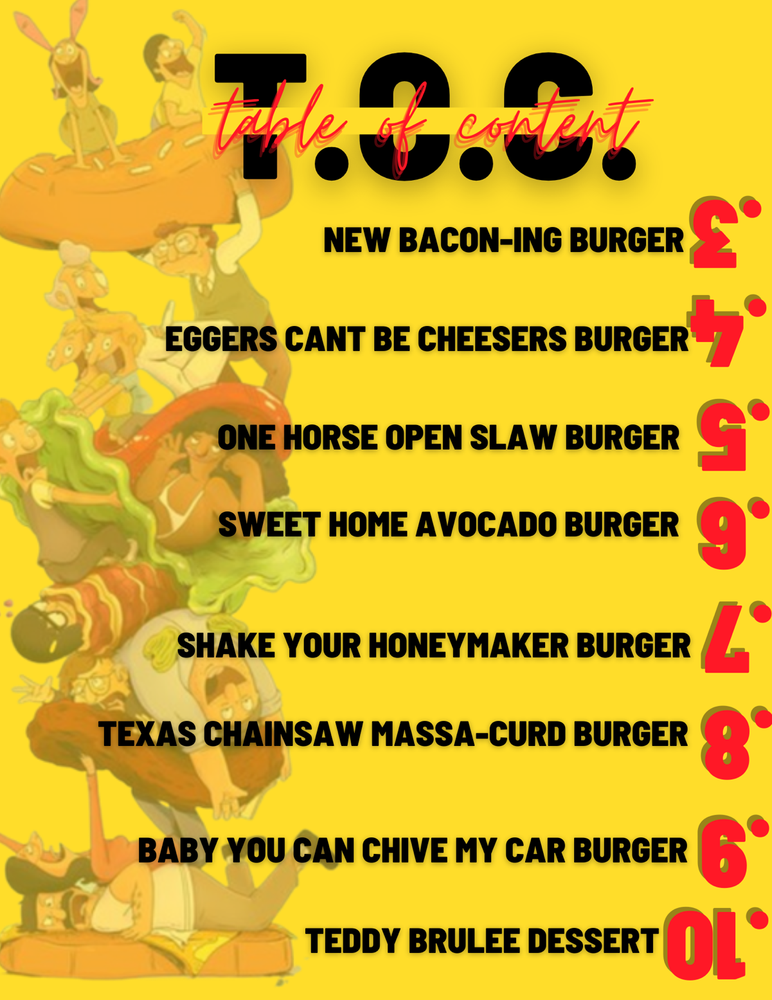 T.O.C.
table of content
NEW BACON-ING BURGER 3.
EGGERS CANT BE CHEESERS BURGER 4.
ONE HORSE OPEN SLAW BURGER 5.
SWEET HOME AVOCADO BURGER 6.
SHAKE YOUR HONEYMAKER BURGER 7.
TEXAS CHAINSAW MASSA-CURD BURGER 8.
BABY YOU CAN CHIVE MY CAR BURGER 9.
TEDDY BRULEE DESSERT 10.